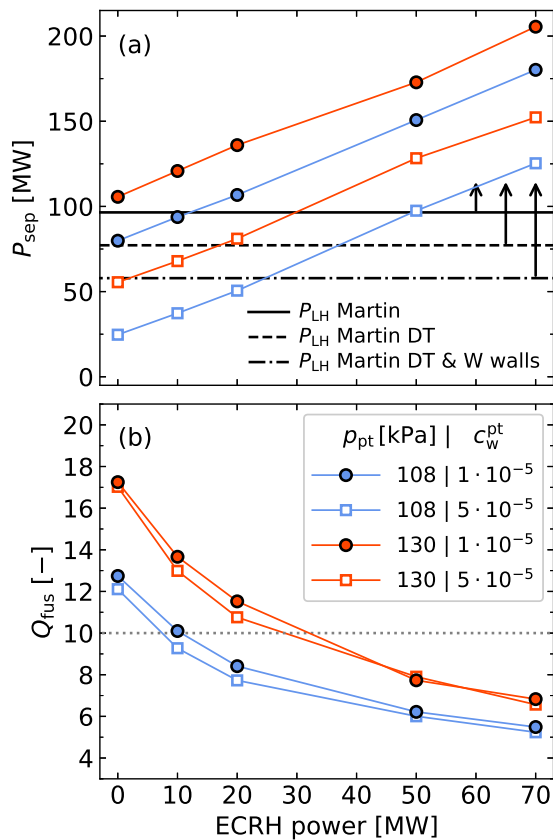 (a)
200
150
100
50
0
P_sep [MW]
P_LH Martin
P_LH Martin DT
P_LH Martin DT & W walls
(b)
20
18
16
14
12
10
8
6
4
Q_fus [−]
p_pt [kPa] | c_w^pt
108 | 1 · 10^−5
108 | 5 · 10^−5
130 | 1 · 10^−5
130 | 5 · 10^−5
0 10 20 30 40 50 60 70
ECRH power [MW]